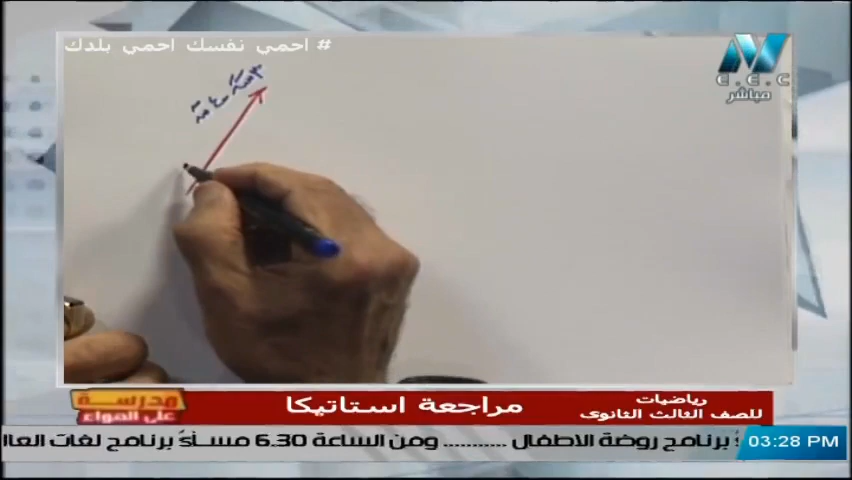 # احمي نفسك احمي بلدك
E.E.C
مباشر
رياضيات
للصف الثالث الثانوى
مراجعة استاتيكا
مدرسة
على الهواء
برنامج روضة الاطفال .......... ومن الساعة 6.30 مساءً برنامج لغات العا
03:28 PM